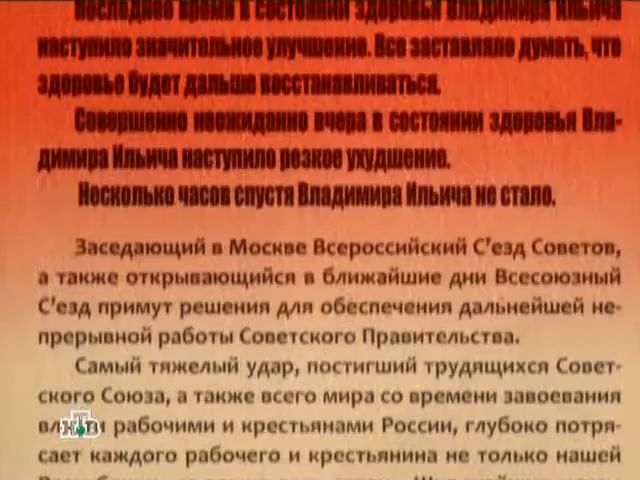 Последнее время в состоянии здоровья Владимира Ильича
наступило значительное улучшение. Все заставляло думать, что
здоровье будет дальше восстанавливаться.
Совершенно неожиданно вчера в состоянии здоровья Вла-
димира Ильича наступило резкое ухудшение.
Несколько часов спустя Владимира Ильича не стало.
Заседающий в Москве Всероссийский С'езд Советов,
а также открывающийся в ближайшие дни Всесоюзный
С'езд примут решения для обеспечения дальнейшей не-
прерывной работы Советского Правительства.
Самый тяжелый удар, постигший трудящихся Совет-
ского Союза, а также всего мира со времени завоевания
власти рабочими и крестьянами России, глубоко потря-
сает каждого рабочего и крестьянина не только нашей
НТВ